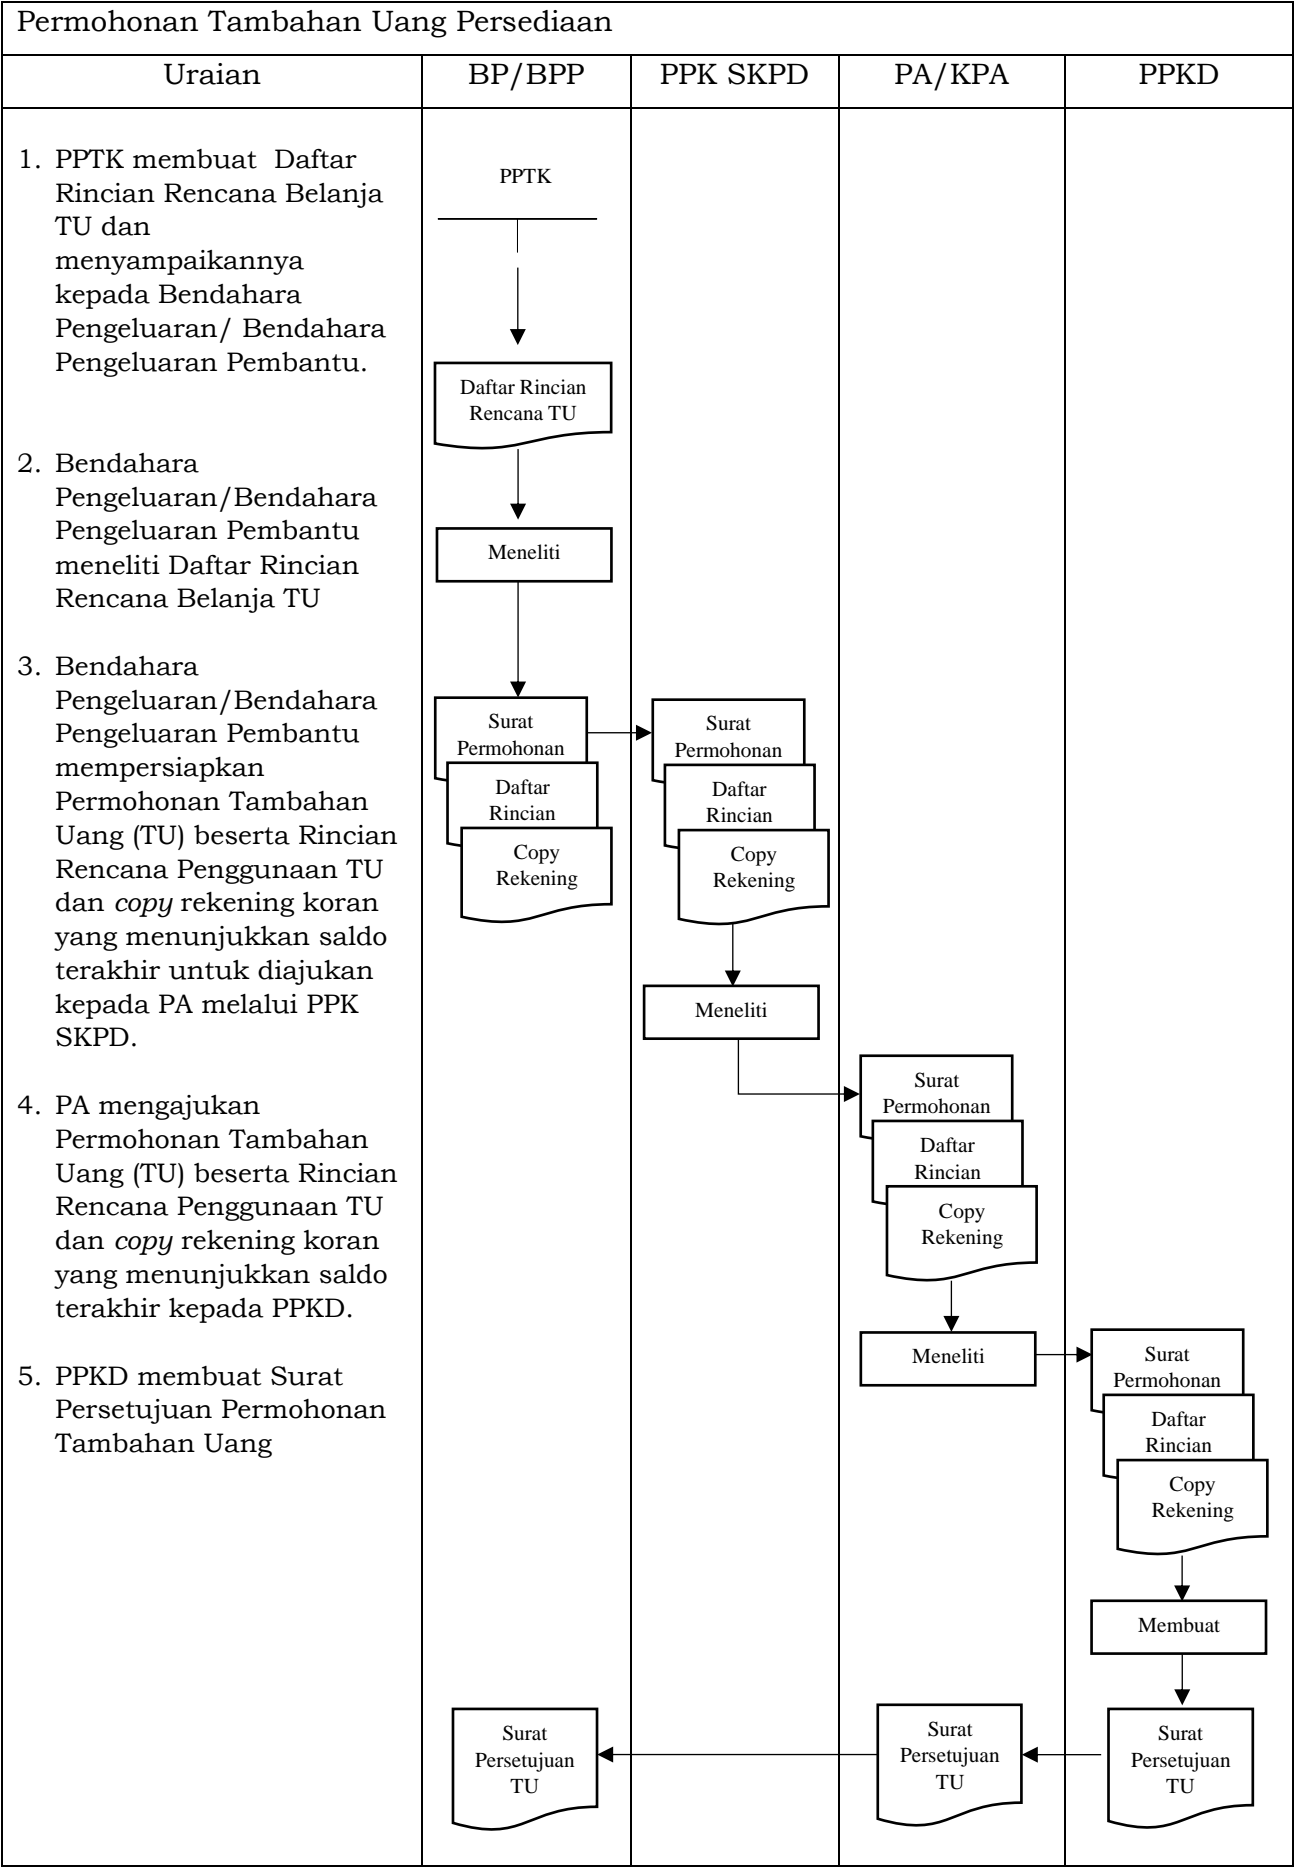 Permohonan Tambahan Uang Persediaan
Uraian
BP/BPP
PPK SKPD
PA/KPA
PPKD
1. PPTK membuat  Daftar
Rincian Rencana Belanja
TU dan
menyampaikannya
kepada Bendahara
Pengeluaran/ Bendahara
Pengeluaran Pembantu.
2. Bendahara
Pengeluaran/Bendahara
Pengeluaran Pembantu
meneliti Daftar Rincian
Rencana Belanja TU
3. Bendahara
Pengeluaran/Bendahara
Pengeluaran Pembantu
mempersiapkan
Permohonan Tambahan
Uang (TU) beserta Rincian
Rencana Penggunaan TU
dan copy rekening koran
yang menunjukkan saldo
terakhir untuk diajukan
kepada PA melalui PPK
SKPD.
4. PA mengajukan
Permohonan Tambahan
Uang (TU) beserta Rincian
Rencana Penggunaan TU
dan copy rekening koran
yang menunjukkan saldo
terakhir kepada PPKD.
5. PPKD membuat Surat
Persetujuan Permohonan
Tambahan Uang
PPTK
Daftar Rincian
Rencana TU
Meneliti
Surat
Permohonan
Daftar
Rincian
Copy
Rekening
Surat
Permohonan
Daftar
Rincian
Copy
Rekening
Meneliti
Surat
Permohonan
Daftar
Rincian
Copy
Rekening
Meneliti
Surat
Permohonan
Daftar
Rincian
Copy
Rekening
Membuat
Surat
Persetujuan
TU
Surat
Persetujuan
TU
Surat
Persetujuan
TU